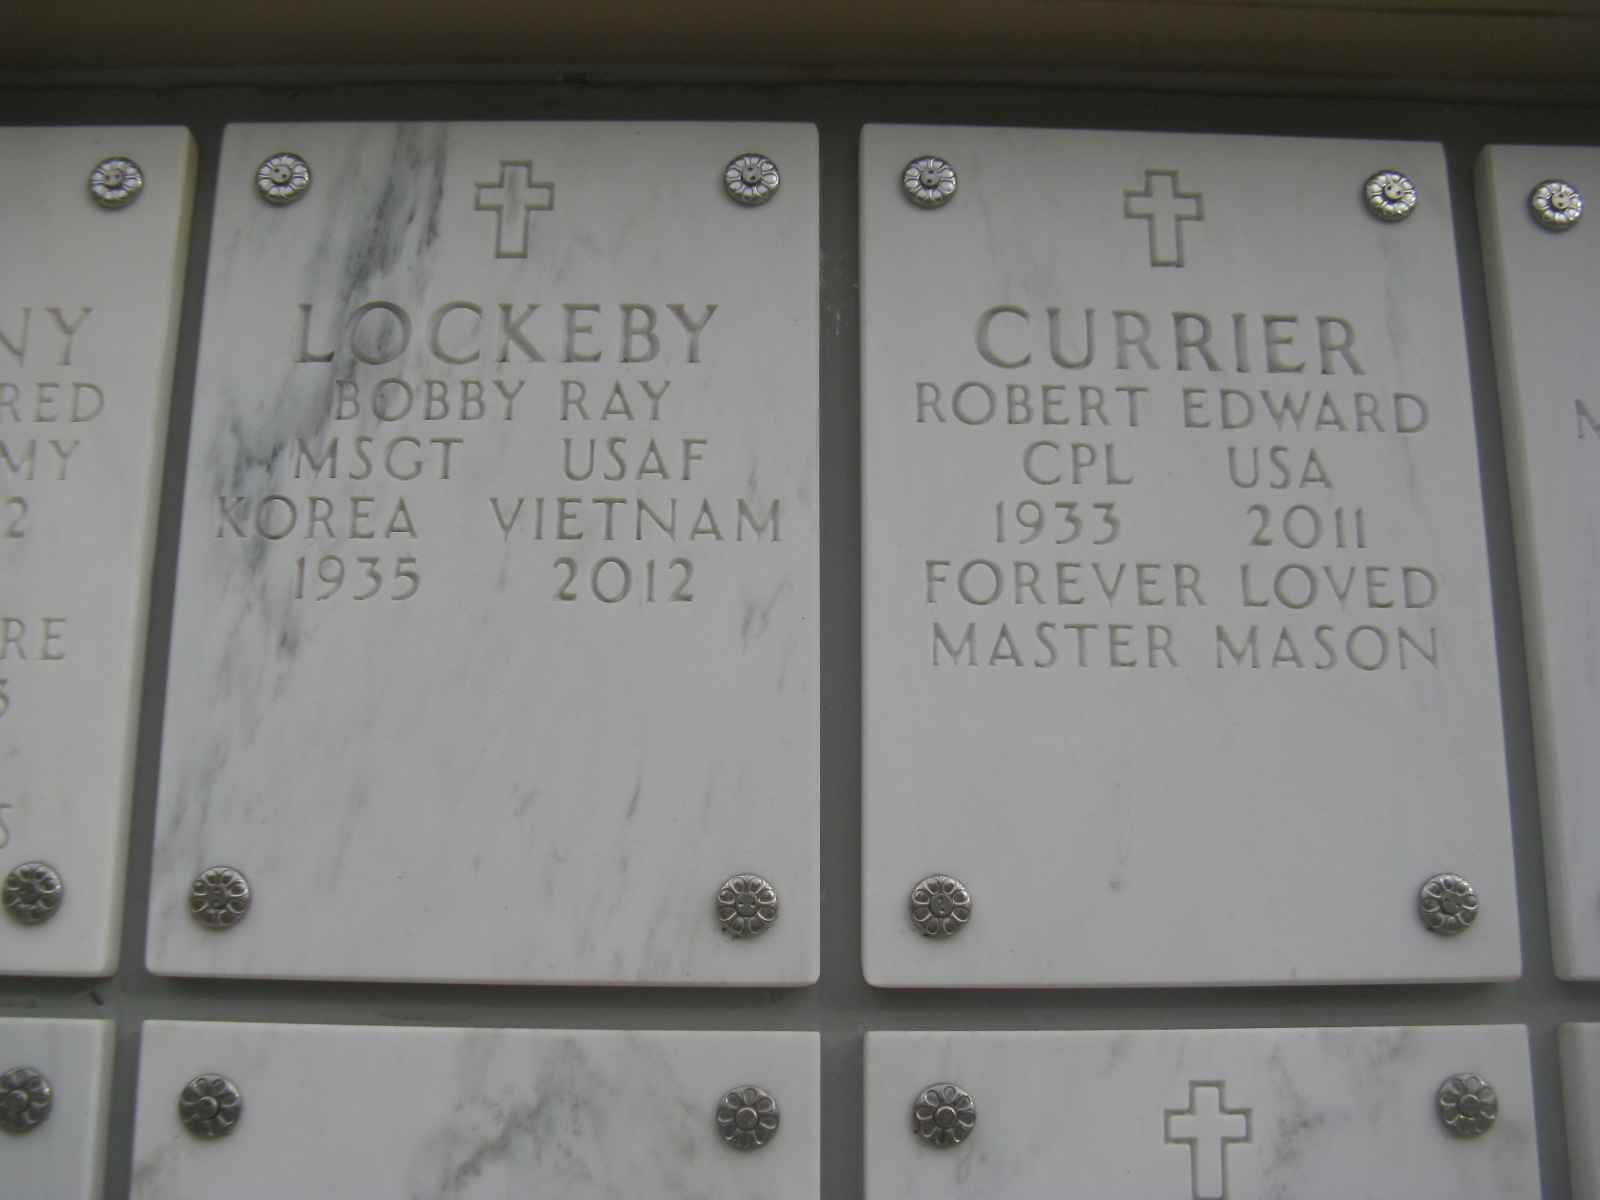 LOCKEBY
BOBBY RAY
MSGT USAF
KOREA VIETNAM
1935 2012
CURRIER
ROBERT EDWARD
CPL USA
1933 2011
FOREVER LOVED
MASTER MASON